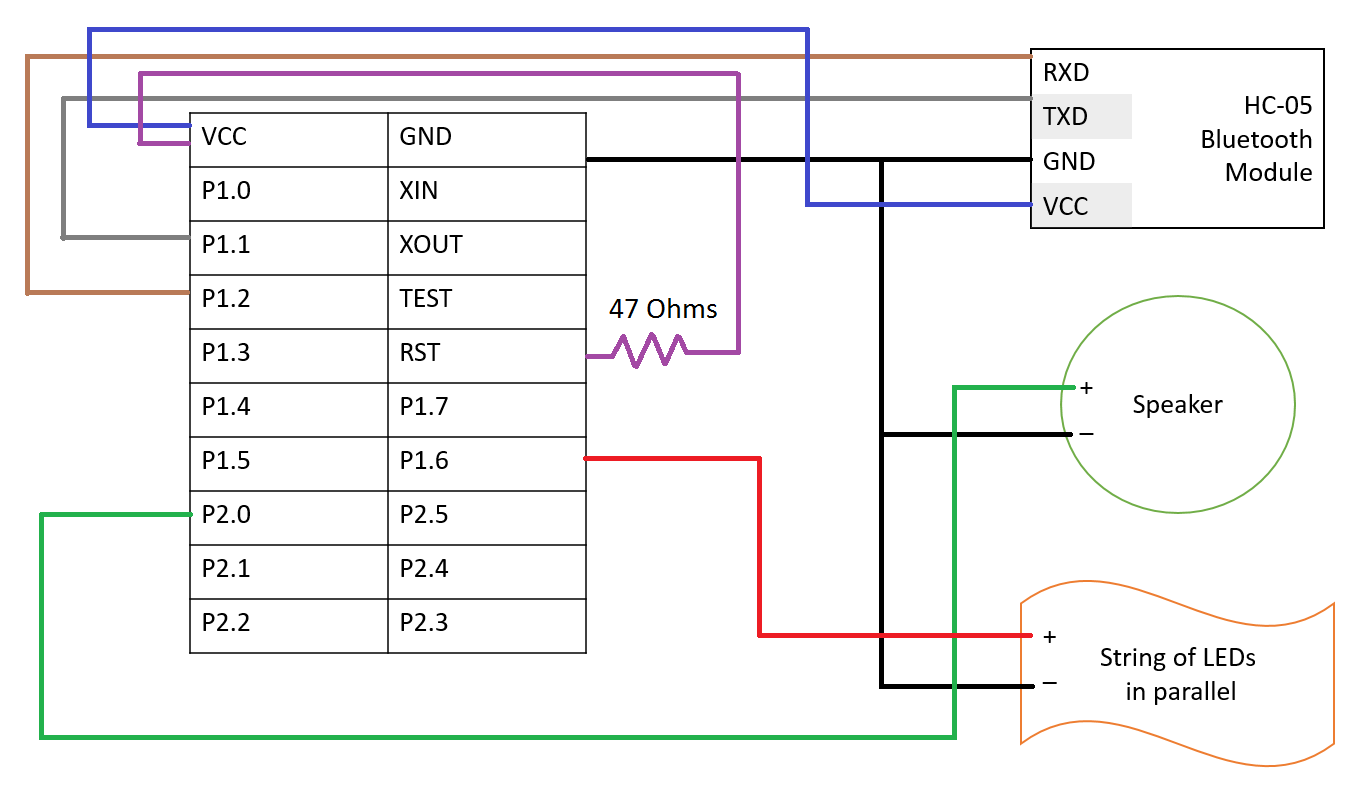 RXD
TXD
GND
VCC
HC-05
Bluetooth
Module
VCC GND
P1.0 XIN
P1.1 XOUT
P1.2 TEST
P1.3 RST
P1.4 P1.7
P1.5 P1.6
P2.0 P2.5
P2.1 P2.4
P2.2 P2.3
47 Ohms
+
Speaker
–
+
–
String of LEDs
in parallel